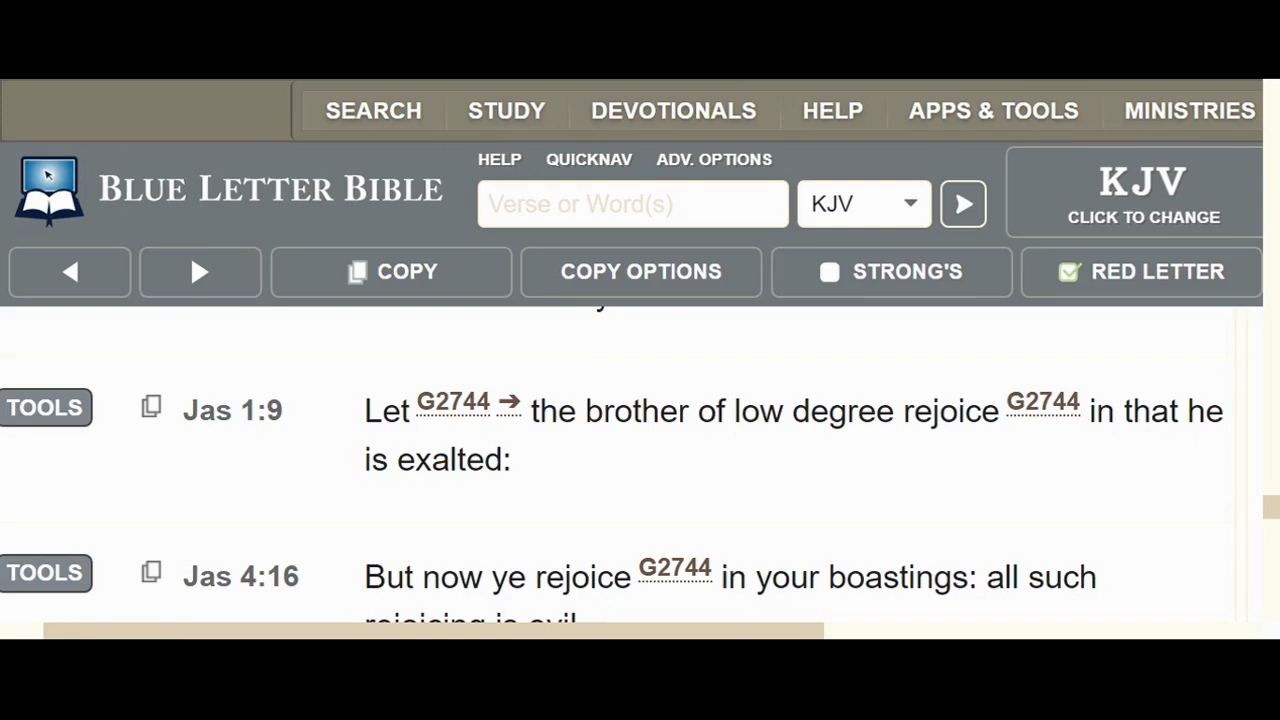 SEARCH STUDY DEVOTIONALS HELP APPS & TOOLS MINISTRIES
HELP QUICKNAV ADV. OPTIONS
BLUE LETTER BIBLE Verse or Word(s) KJV KJV
CLICK TO CHANGE
COPY COPY OPTIONS STRONG'S RED LETTER
TOOLS Jas 1:9 Let G2744 ➔ the brother of low degree rejoice G2744 in that he
is exalted:
TOOLS Jas 4:16 But now ye rejoice G2744 in your boastings: all such
rejoicing is evil